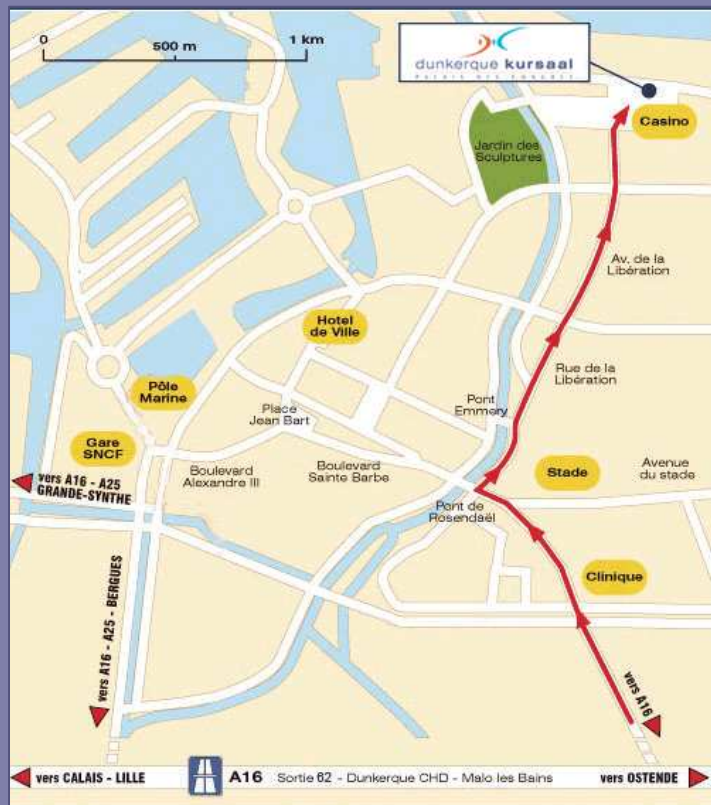 0
500 m
1 km
dunkerque kursaal
Palais des Congrès
Casino
Jardin des
Sculptures
Av. de la
Libération
Hotel
de Ville
Rue de la
Libération
Pôle
Marine
Place
Jean Bart
Pont
Emmery
Gare
SNCF
Boulevard
Alexandre III
Boulevard
Sainte Barbe
Stade
Avenue
du stade
vers A16 - A25
GRANDE-SYNTHE
Pont de
Rosendaël
Clinique
vers A16 - A25 - BERGUES
vers A16
vers CALAIS - LILLE
A16 Sortie 62 - Dunkerque CHD - Malo les Bains
vers OSTENDE